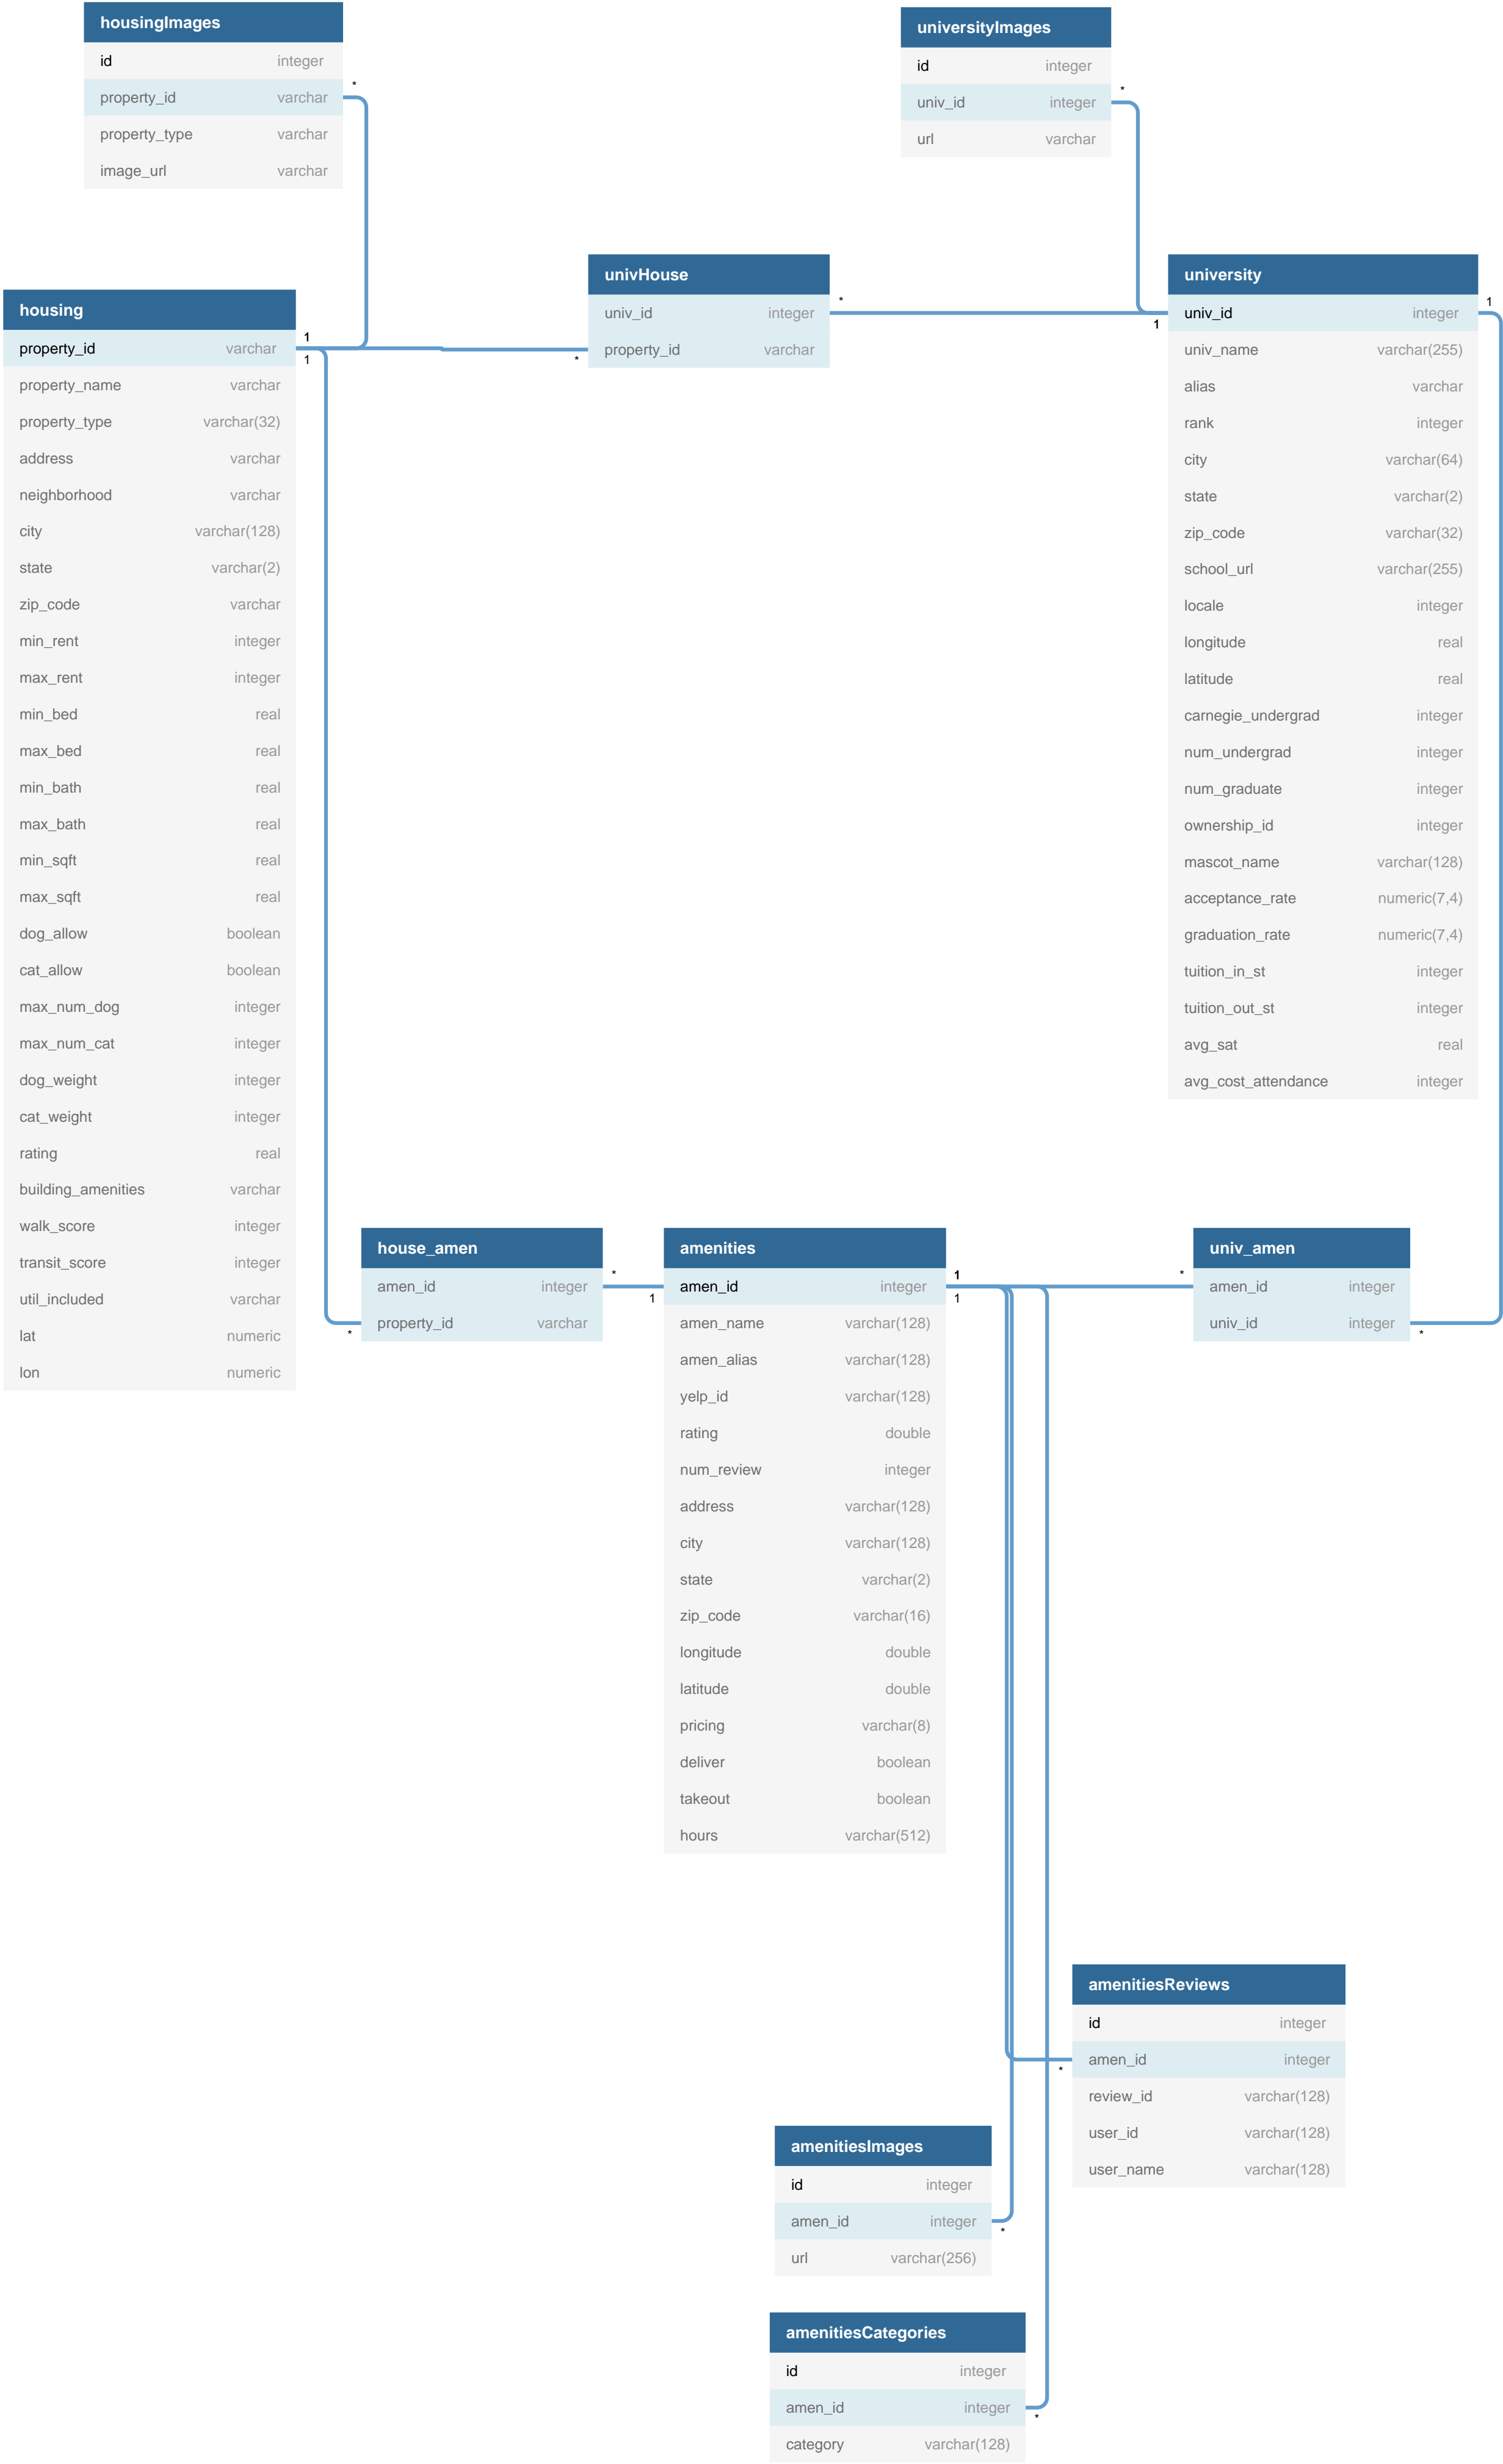 housingImages
id integer
property_id varchar
property_type varchar
image_url varchar
*
universityImages
id integer
univ_id integer
url varchar
*
housing
property_id varchar
property_name varchar
property_type varchar(32)
address varchar
neighborhood varchar
city varchar(128)
state varchar(2)
zip_code varchar
min_rent integer
max_rent integer
min_bed real
max_bed real
min_bath real
max_bath real
min_sqft real
max_sqft real
dog_allow boolean
cat_allow boolean
max_num_dog integer
max_num_cat integer
dog_weight integer
cat_weight integer
rating real
building_amenities varchar
walk_score integer
transit_score integer
util_included varchar
lat numeric
lon numeric
1
1
univHouse
univ_id integer
property_id varchar
*
*
university
univ_id integer
univ_name varchar(255)
alias varchar
rank integer
city varchar(64)
state varchar(2)
zip_code varchar(32)
school_url varchar(255)
locale integer
longitude real
latitude real
carnegie_undergrad integer
num_undergrad integer
num_graduate integer
ownership_id integer
mascot_name varchar(128)
acceptance_rate numeric(7,4)
graduation_rate numeric(7,4)
tuition_in_st integer
tuition_out_st integer
avg_sat real
avg_cost_attendance integer
1
1
house_amen
amen_id integer
property_id varchar
*
*
amenities
amen_id integer
amen_name varchar(128)
amen_alias varchar(128)
yelp_id varchar(128)
rating double
num_review integer
address varchar(128)
city varchar(128)
state varchar(2)
zip_code varchar(16)
longitude double
latitude double
pricing varchar(8)
deliver boolean
takeout boolean
hours varchar(512)
1
1
1
univ_amen
amen_id integer
univ_id integer
*
*
amenitiesReviews
id integer
amen_id integer
review_id varchar(128)
user_id varchar(128)
user_name varchar(128)
*
amenitiesImages
id integer
amen_id integer
url varchar(256)
*
amenitiesCategories
id integer
amen_id integer
category varchar(128)
*